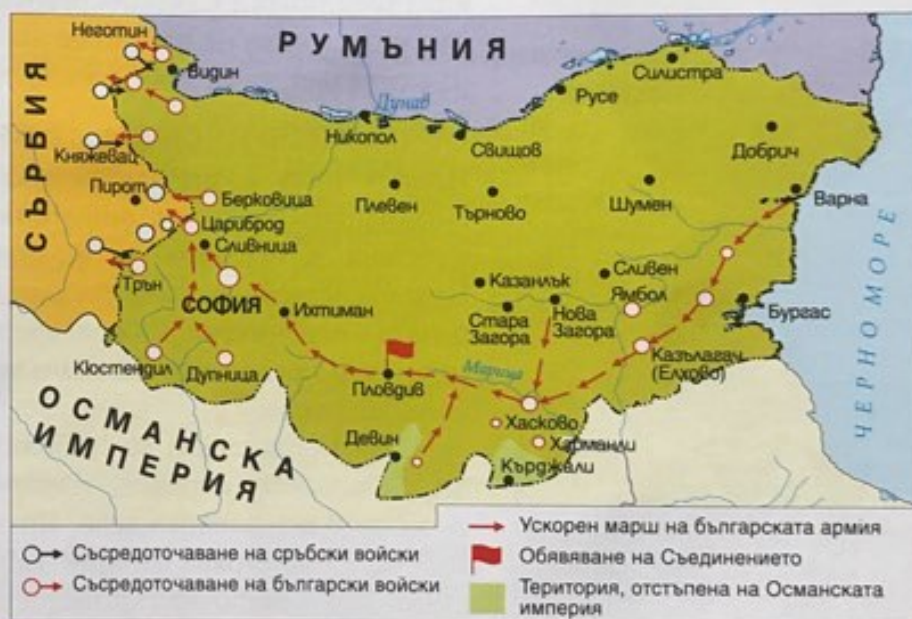 РУМЪНИЯ
СЪРБИЯ
Неготин
Видин
Силистра
Русе
Дунав
Никопол
Свищов
Добрич
Княжевац
Пирот
Берковица
Плевен
Търново
Шумен
Варна
Цариброд
Сливница
Трън
СОФИЯ
Ихтиман
Казанлък
Сливен
Стара
Загора
Нова
Загора
Ямбол
Бургас
ЧЕРНО МОРЕ
Казълагач
(Елхово)
Кюстендил
Дупница
Пловдив
Марица
Хасково
Харманли
Девин
Кърджали
ОСМАНСКА
ИМПЕРИЯ
Съсредоточаване на сръбски войски
Съсредоточаване на български войски
Ускорен марш на българската армия
Обявяване на Съединението
Територия, отстъпена на Османската
империя